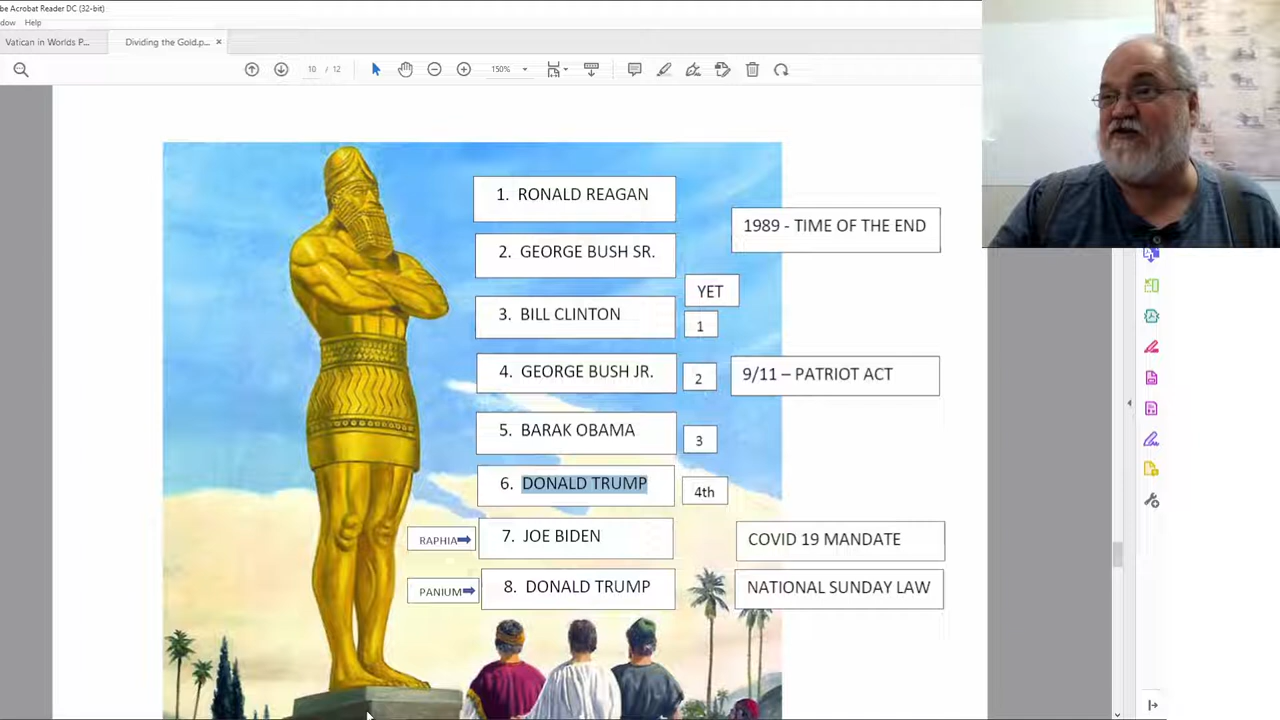 be Acrobat Reader DC (32-bit)
dow Help
Vatican in Worlds P...
Dividing the Gold.p...
10 / 12
150%
1. RONALD REAGAN
1989 - TIME OF THE END
2. GEORGE BUSH SR.
YET
3. BILL CLINTON
1
4. GEORGE BUSH JR.
2
9/11 – PATRIOT ACT
5. BARAK OBAMA
3
6. DONALD TRUMP
4th
RAPHIA
7. JOE BIDEN
COVID 19 MANDATE
PANIUM
8. DONALD TRUMP
NATIONAL SUNDAY LAW